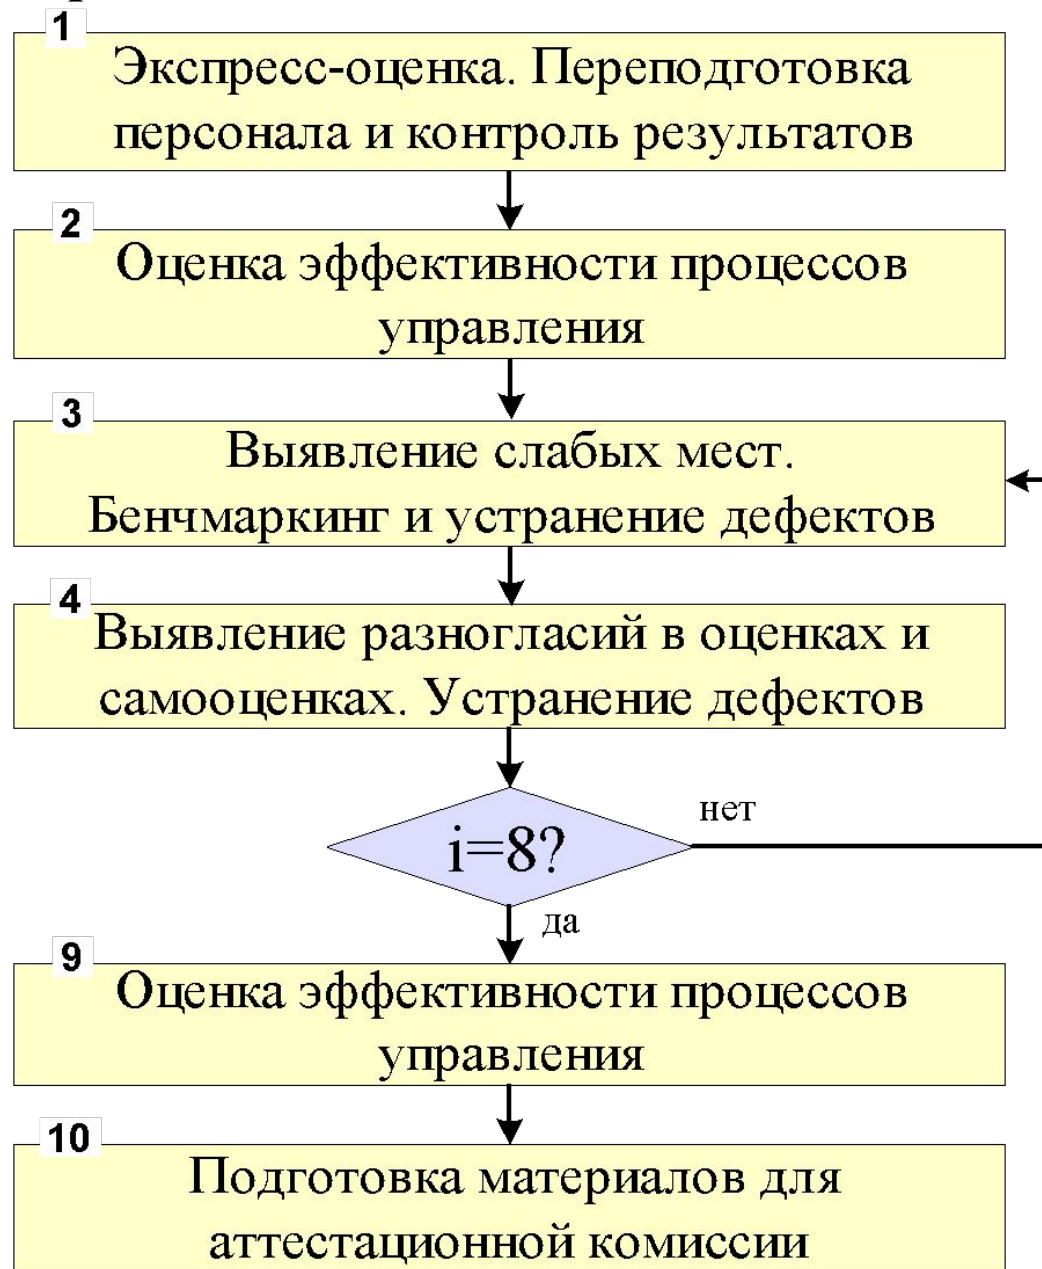 1
Экспресс-оценка. Переподготовка
персонала и контроль результатов
2
Оценка эффективности процессов
управления
3
Выявление слабых мест.
Бенчмаркинг и устранение дефектов
4
Выявление разногласий в оценках и
самооценках. Устранение дефектов
нет
i=8?
да
9
Оценка эффективности процессов
управления
10
Подготовка материалов для
аттестационной комиссии